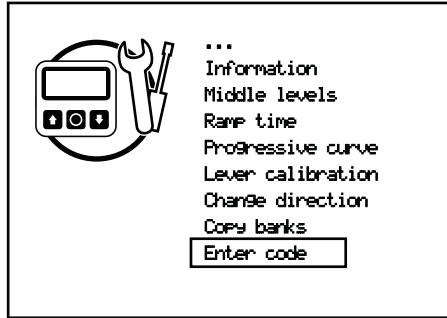 ...
Information
Middle levels
Ramp time
Progressive curve
Lever calibration
Change direction
Copy banks
Enter code